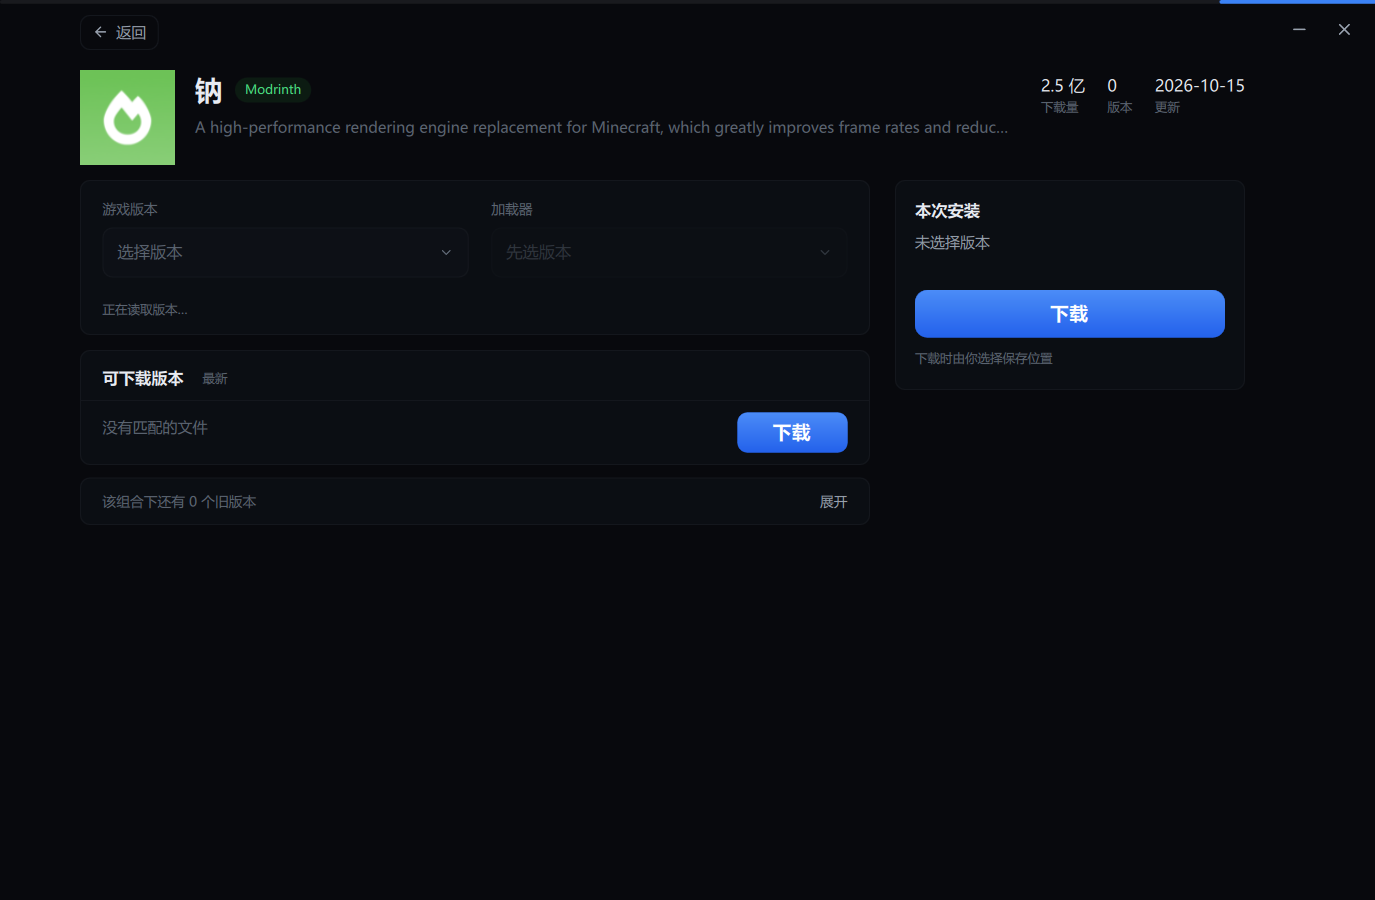 返回
钠 Modrinth
A high-performance rendering engine replacement for Minecraft, which greatly improves frame rates and reduc...
2.5 亿 0 2026-10-15
下载量 版本 更新
游戏版本 加载器
选择版本 先选版本
正在读取版本...
可下载版本 最新
没有匹配的文件 下载
该组合下还有 0 个旧版本 展开
本次安装
未选择版本
下载
下载时由你选择保存位置